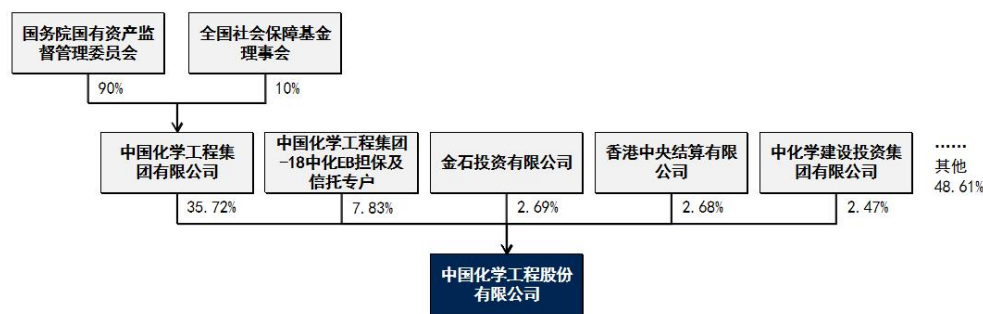 国务院国有资产监
督管理委员会
全国社会保障基金
理事会
90%
10%
中国化学工程集
团有限公司
中国化学工程集团
-18中化EB担保及
信托专户
金石投资有限公司
香港中央结算有限
公司
中化学建设投资集
团有限公司
......
其他
48.61%
35.72%
7.83%
2.69%
2.68%
2.47%
中国化学工程股份
有限公司